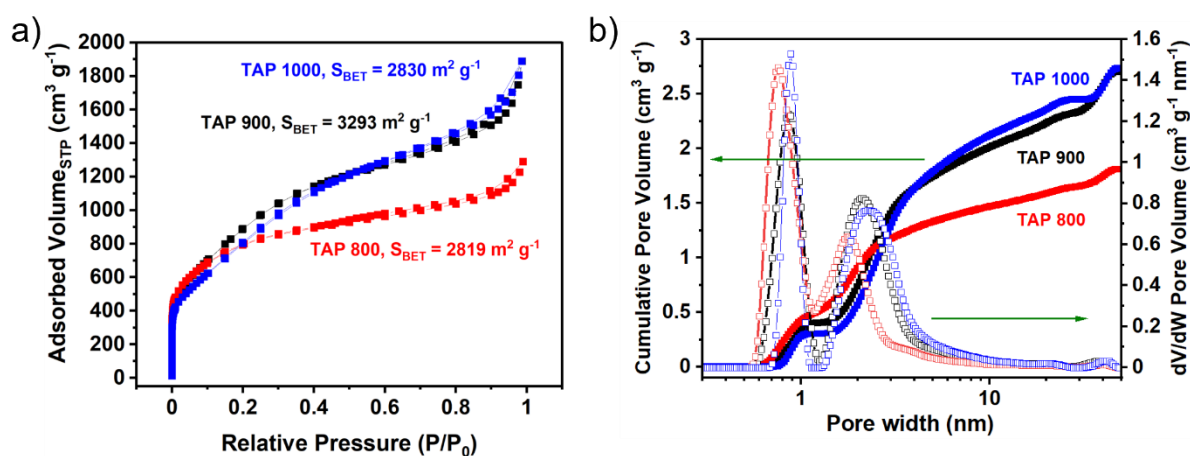 a)
2000
1800
1600
1400
1200
1000
800
600
400
200
0
Adsorbed Volume_STP (cm³ g⁻¹)
TAP 1000, S_BET = 2830 m² g⁻¹
TAP 900, S_BET = 3293 m² g⁻¹
TAP 800, S_BET = 2819 m² g⁻¹
0 0.2 0.4 0.6 0.8 1
Relative Pressure (P/P₀)
b)
3
2.5
2
1.5
1
0.5
0
Cumulative Pore Volume (cm³ g⁻¹)
TAP 1000
TAP 900
TAP 800
1.6
1.4
1.2
1
0.8
0.6
0.4
0.2
0
dV/dW Pore Volume (cm³ g⁻¹ nm⁻¹)
1 10
Pore width (nm)